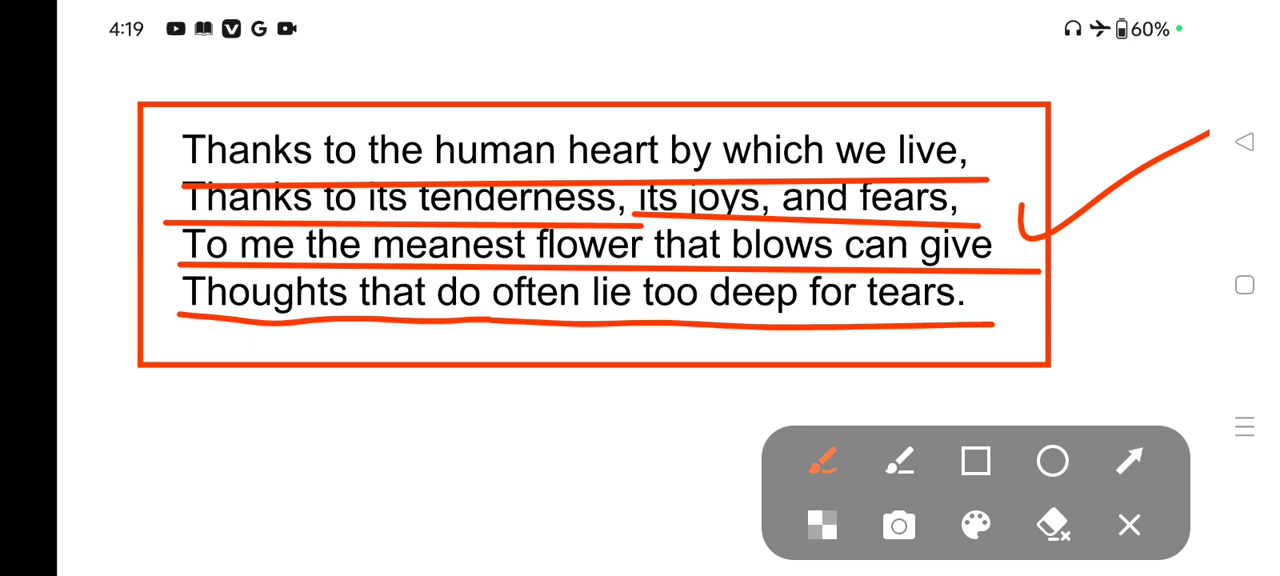 4:19
60%
Thanks to the human heart by which we live,
Thanks to its tenderness, its joys, and fears,
To me the meanest flower that blows can give
Thoughts that do often lie too deep for tears.